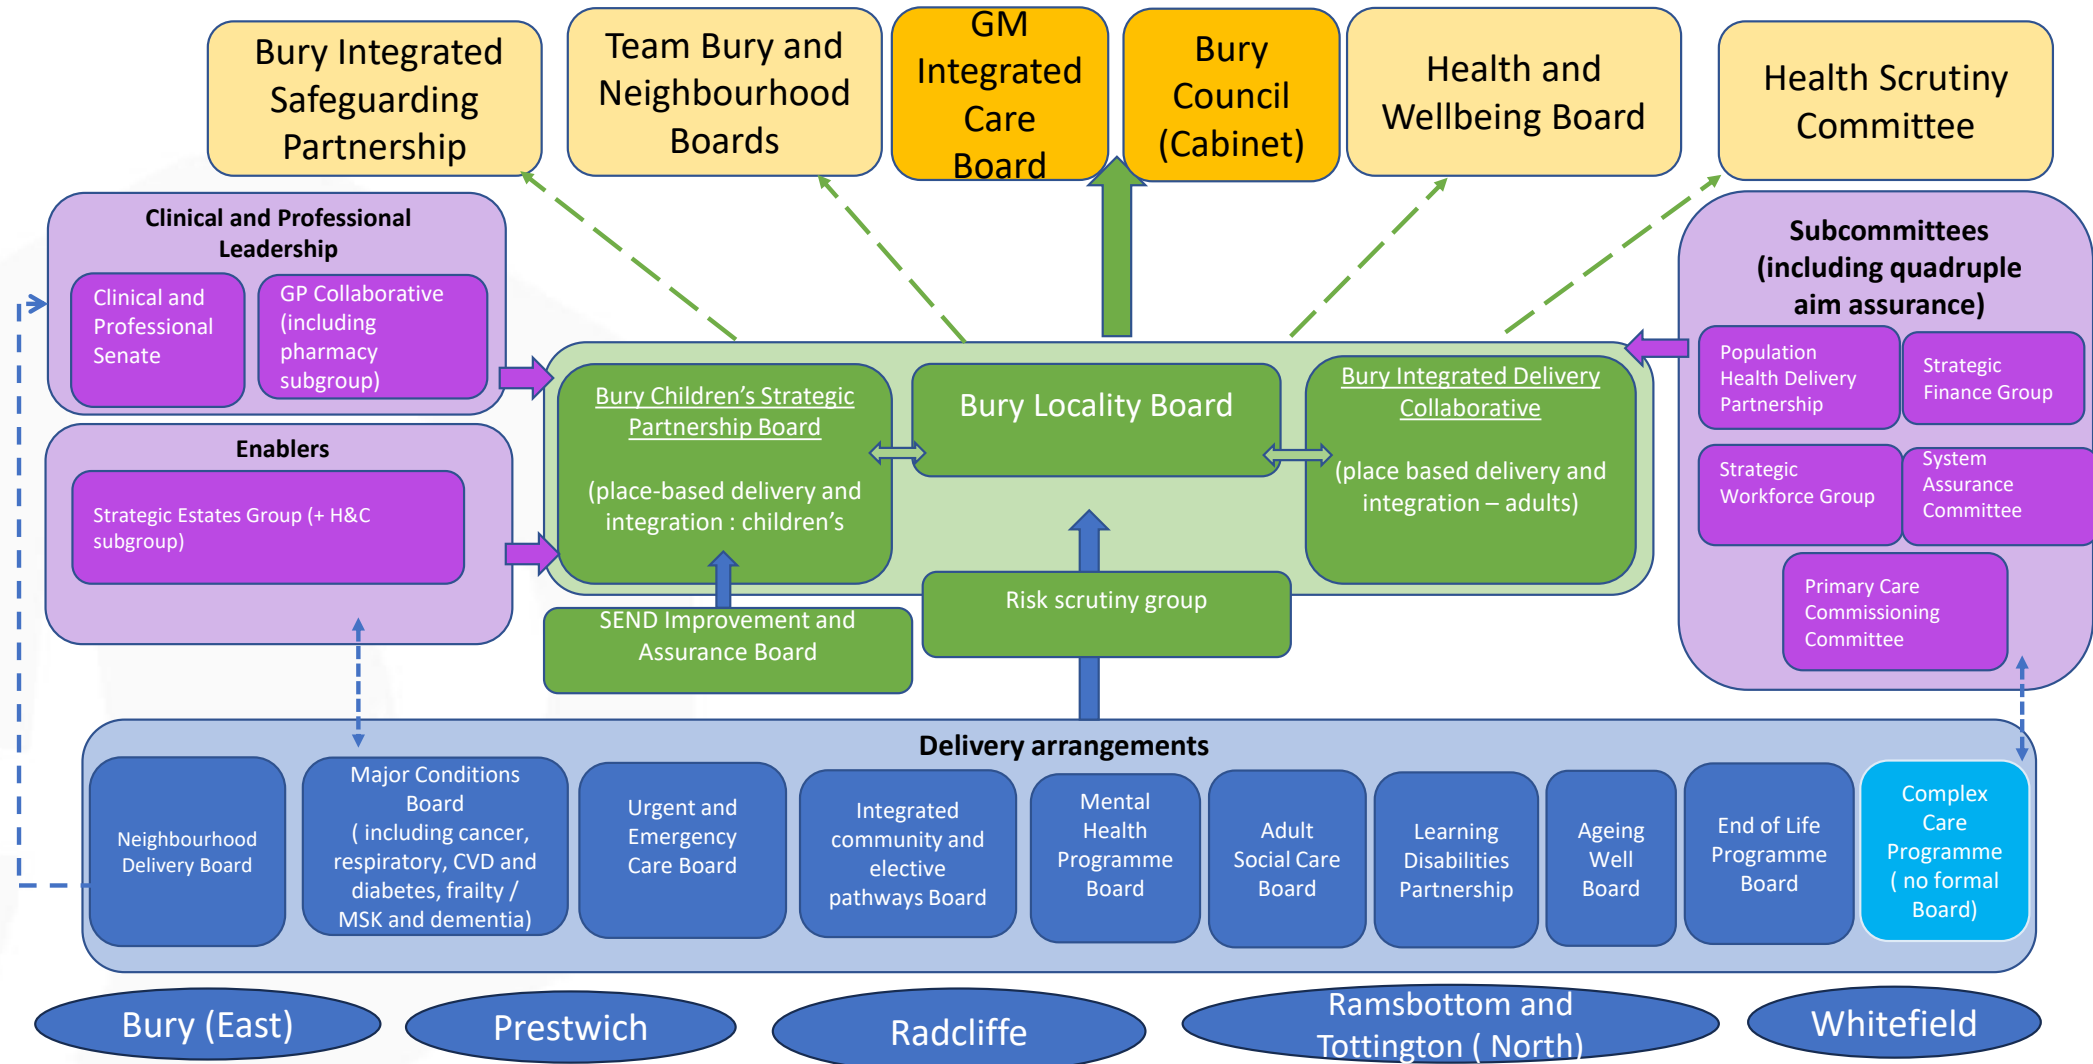 Bury Integrated
Safeguarding
Partnership
Team Bury and
Neighbourhood
Boards
GM
Integrated
Care
Board
Bury
Council
(Cabinet)
Health and
Wellbeing Board
Health Scrutiny
Committee
Clinical and Professional
Leadership
Clinical and
Professional
Senate
GP Collaborative
(including
pharmacy
subgroup)
Enablers
Strategic Estates Group (+ H&C
subgroup)
Bury Children's Strategic
Partnership Board
(place-based delivery and
integration : children's
Bury Locality Board
Bury Integrated Delivery
Collaborative
(place based delivery and
integration – adults)
SEND Improvement and
Assurance Board
Risk scrutiny group
Subcommittees
(including quadruple
aim assurance)
Population
Health Delivery
Partnership
Strategic
Finance Group
Strategic
Workforce Group
System
Assurance
Committee
Primary Care
Commissioning
Committee
Delivery arrangements
Neighbourhood
Delivery Board
Major Conditions
Board
( including cancer,
respiratory, CVD and
diabetes, frailty /
MSK and dementia)
Urgent and
Emergency
Care Board
Integrated
community and
elective
pathways Board
Mental
Health
Programme
Board
Adult
Social Care
Board
Learning
Disabilities
Partnership
Ageing
Well
Board
End of Life
Programme
Board
Complex
Care
Programme
( no formal
Board)
Bury (East)
Prestwich
Radcliffe
Ramsbottom and
Tottington ( North)
Whitefield